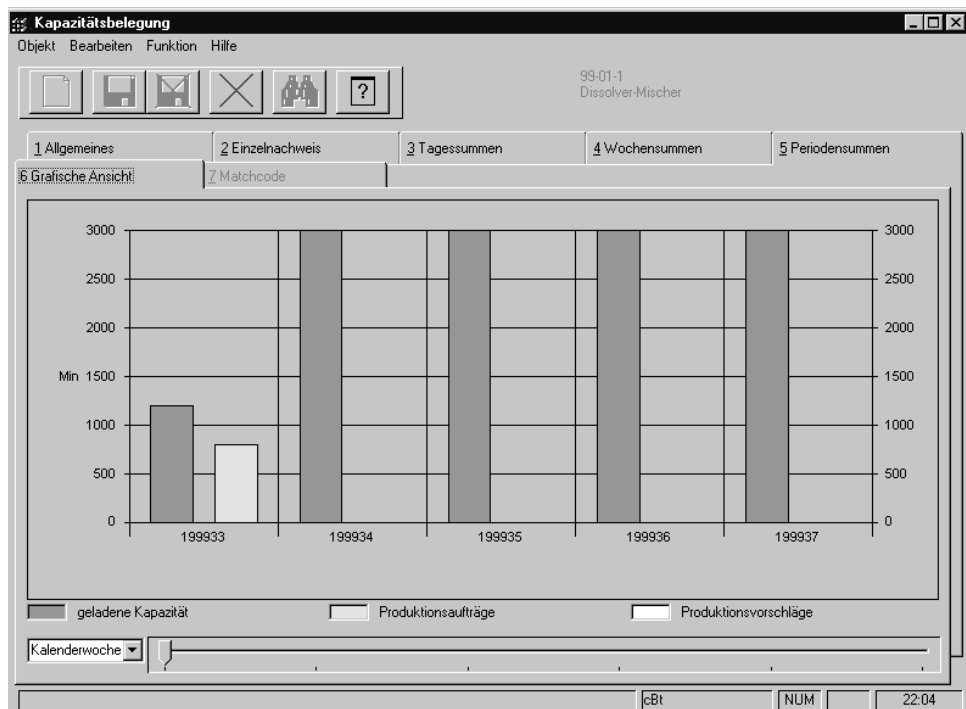 Kapazitätsbelegung
Objekt Bearbeiten Funktion Hilfe
?
99-01-1
Dissolver-Mischer
1 Allgemeines 2 Einzelnachweis 3 Tagessummen 4 Wochensummen 5 Periodensummen
6 Grafische Ansicht 7 Matchcode
3000 3000
2500 2500
2000 2000
Min 1500 1500
1000 1000
500 500
0 0
199933 199934 199935 199936 199937
geladene Kapazität Produktionsaufträge Produktionsvorschläge
Kalenderwoche
cBt NUM 22:04